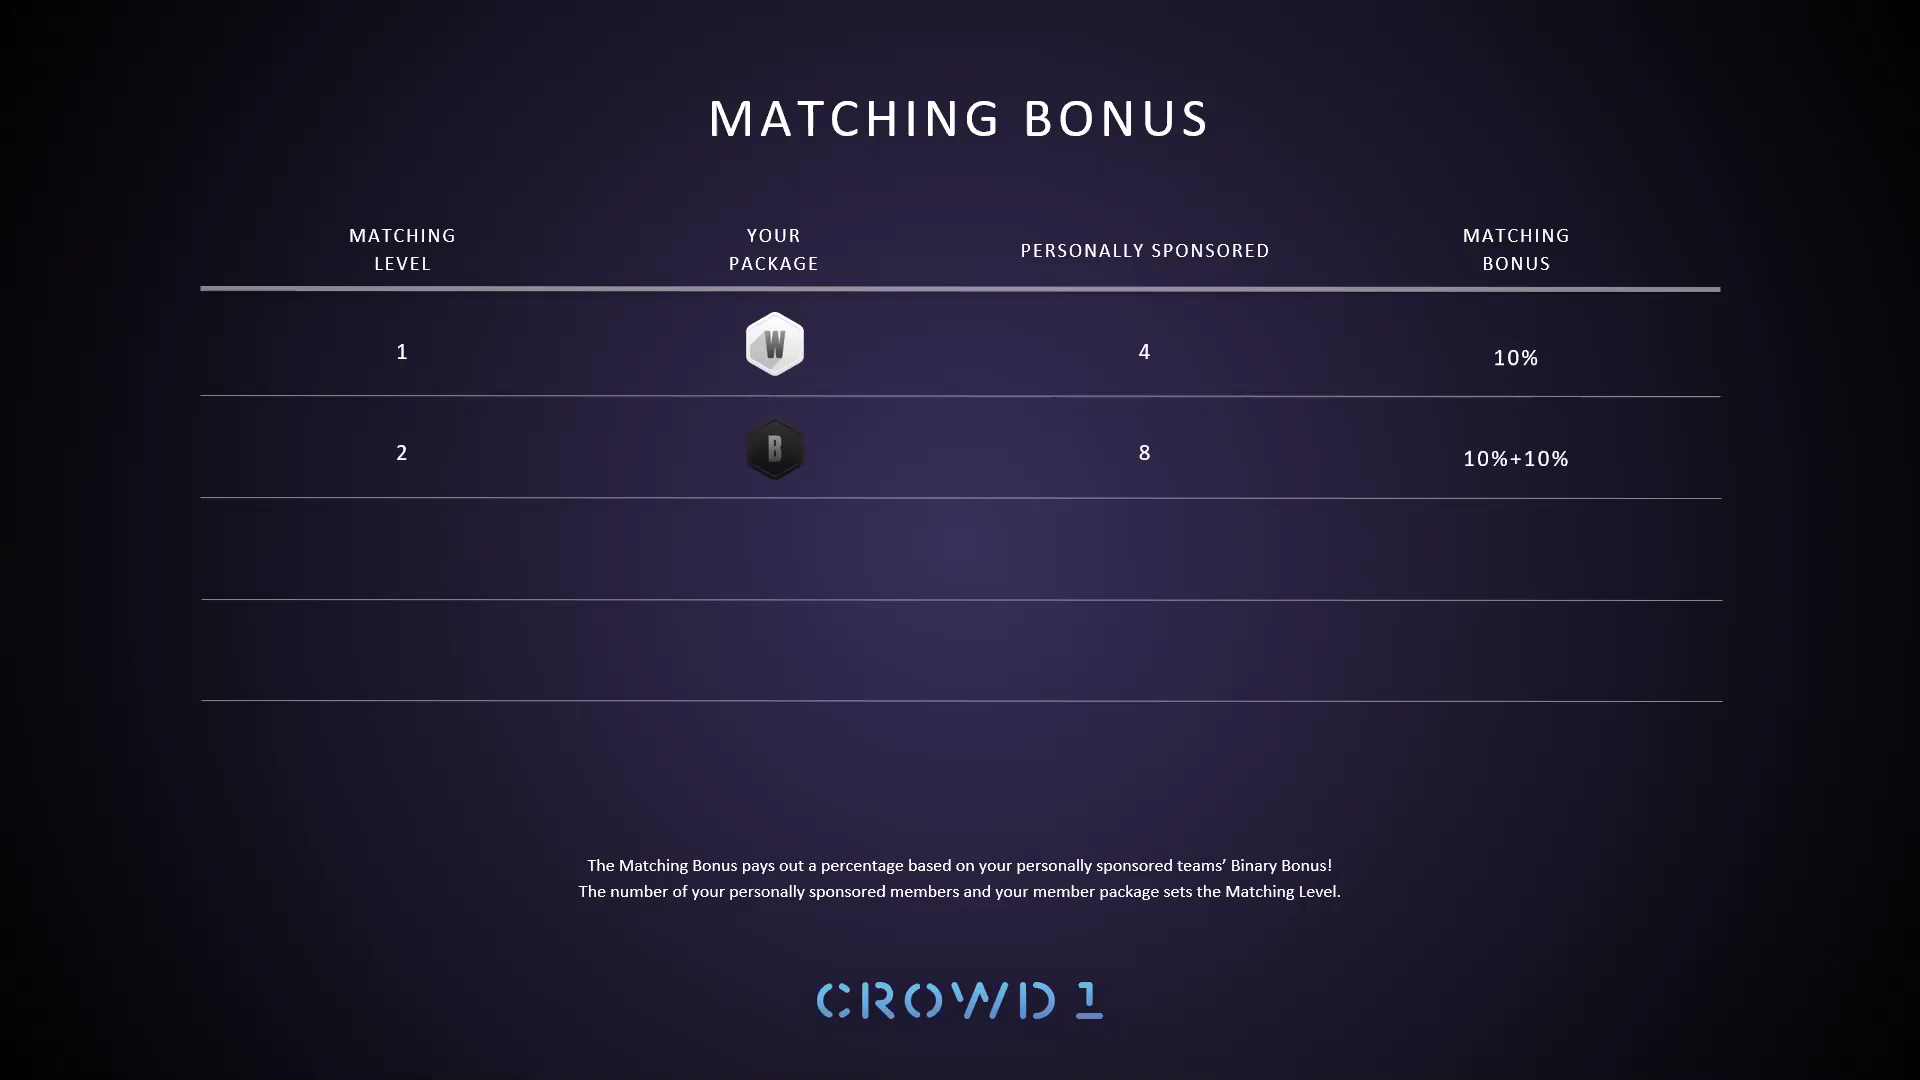 MATCHING BONUS
MATCHING
LEVEL
YOUR
PACKAGE
PERSONALLY SPONSORED
MATCHING
BONUS
1
W
4
10%
2
B
8
10%+10%
The Matching Bonus pays out a percentage based on your personally sponsored teams’ Binary Bonus!
The number of your personally sponsored members and your member package sets the Matching Level.
CROWD 1